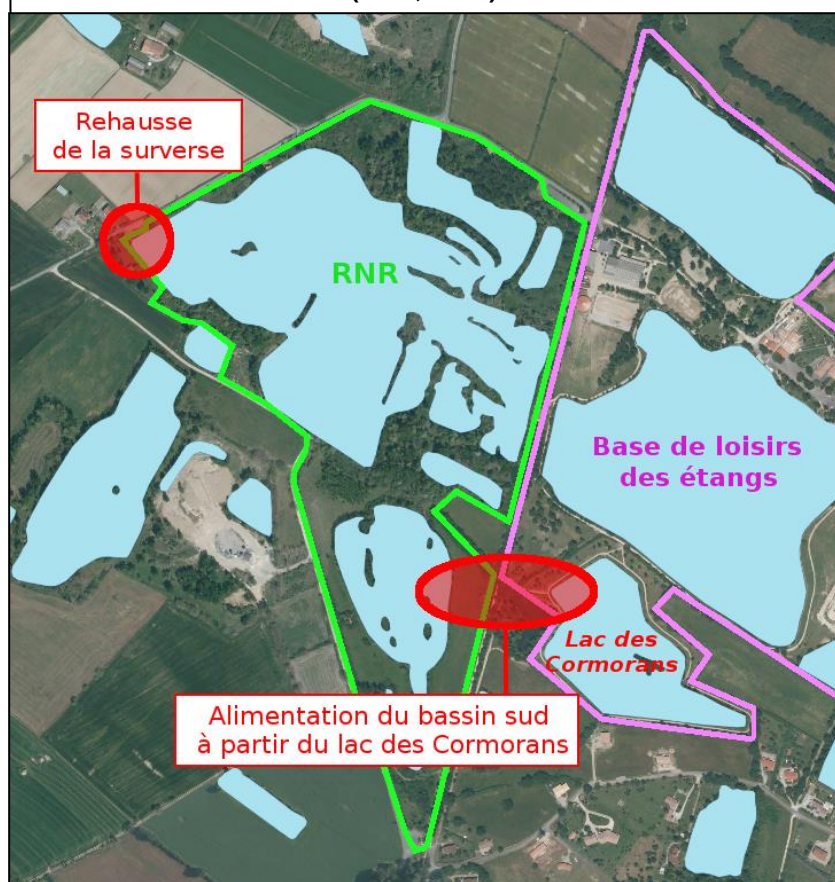 Rehausse
de la surverse
RNR
Base de loisirs
des étangs
Lac des
Cormorans
Alimentation du bassin sud
à partir du lac des Cormorans